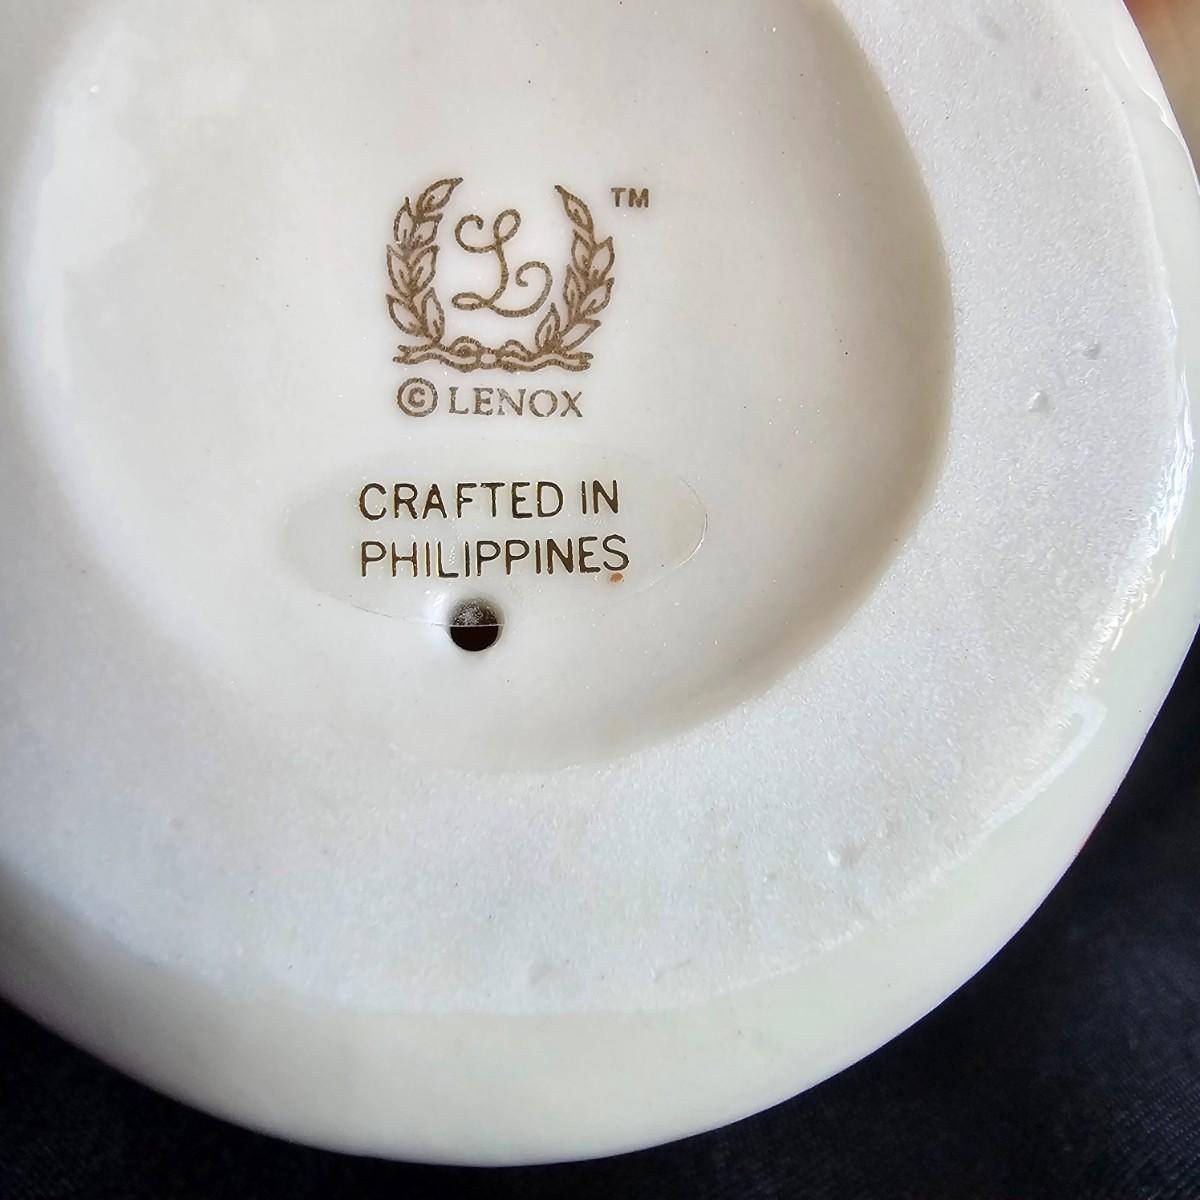 L
TM
© LENOX
CRAFTED IN
PHILIPPINES